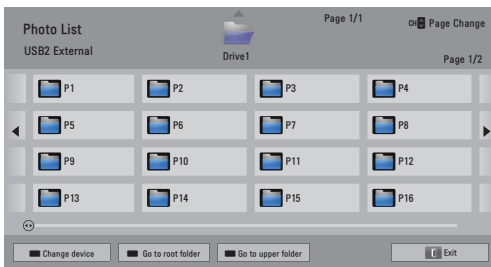 Photo List
Page 1/1
CH Page Change
USB2 External
Drive1
Page 1/2
P1 P2 P3 P4
P5 P6 P7 P8
P9 P10 P11 P12
P13 P14 P15 P16
Change device Go to root folder Go to upper folder Exit